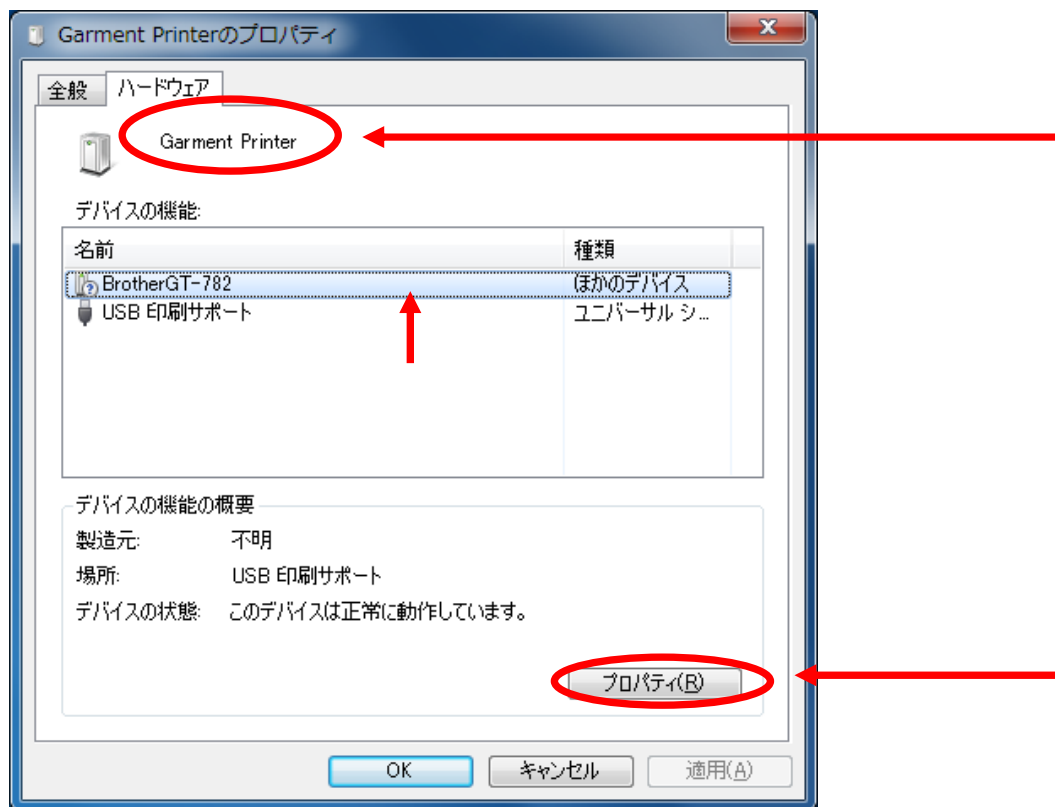 Garment Printerのプロパティ
X
全般 ハードウェア
Garment Printer
デバイスの機能:
名前 種類
BrotherGT-782 ほかのデバイス
USB 印刷サポート ユニバーサル シ...
デバイスの機能の概要
製造元: 不明
場所: USB 印刷サポート
デバイスの状態: このデバイスは正常に動作しています。
プロパティ(R)
OK キャンセル 適用(A)